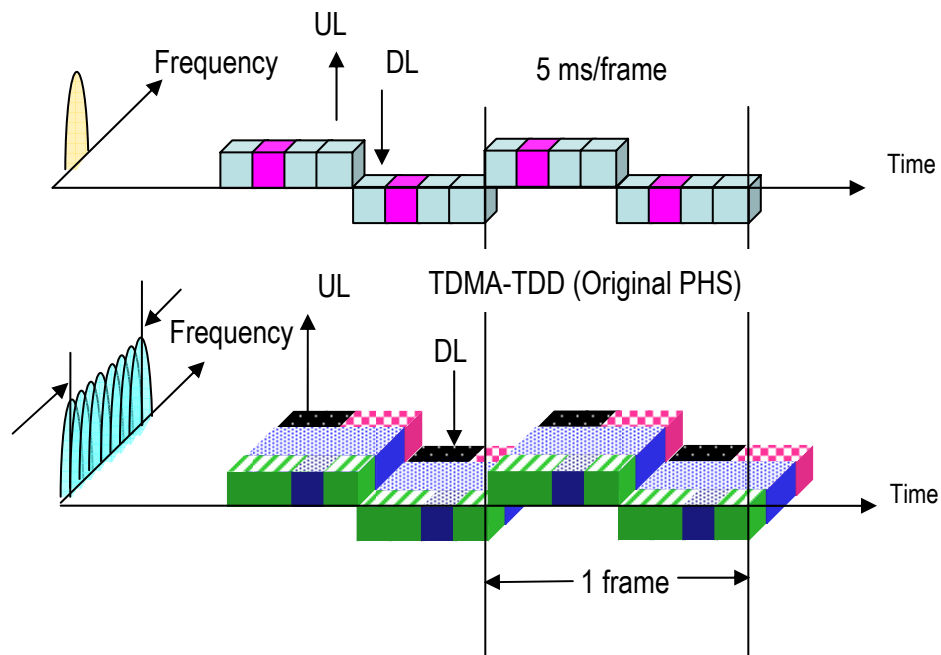 UL
DL
5 ms/frame
Frequency
Time
TDMA-TDD (Original PHS)
UL
Frequency
DL
Time
1 frame